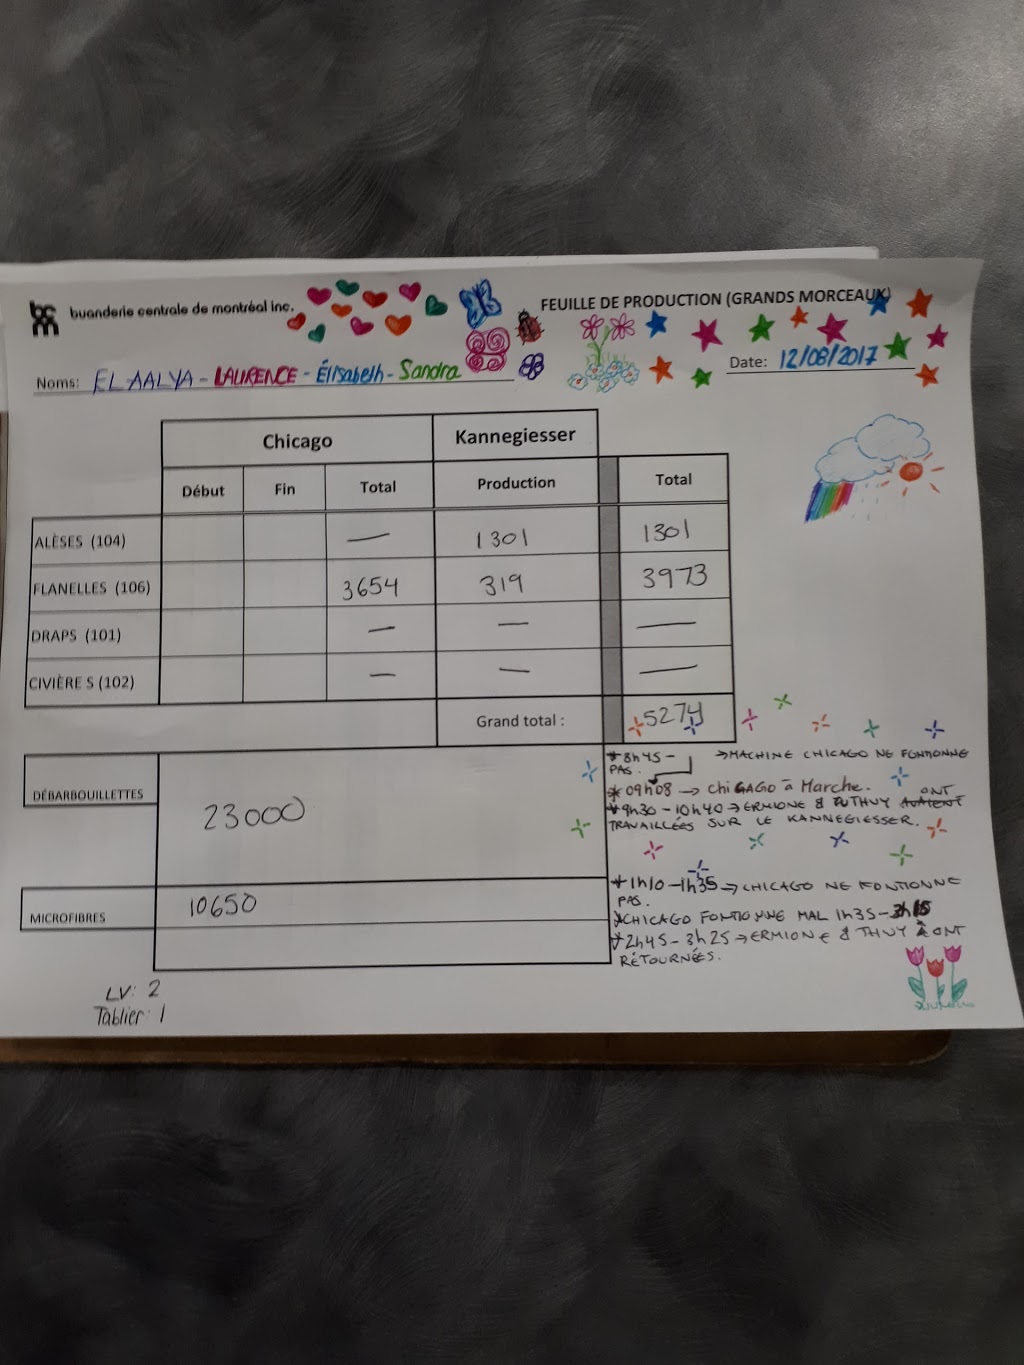 buanderie centrale de montréal inc.
FEUILLE DE PRODUCTION (GRANDS MORCEAUX)
Noms: EL AALYA - LAURENCE - Élisabeth - Sandra
Date: 12/08/2017
Chicago Kannegiesser
Début Fin Total Production Total
ALÈSES (104) — 1301 1301
FLANELLES (106) 3654 319 3973
DRAPS (101) — — —
CIVIÈRE S (102) — — —
Grand total : 5274
DÉBARBOUILLETTES 23000
MICROFIBRES 10650
* 8h45 - → MACHINE CHICAGO NE FONTIONNE
PAS.
* 09h08 → chiGAGO à Marche.
* 9h30 - 10h40 → ERMIONE & THUY AVAIENT ONT
TRAVAILLÉES SUR LE KANNEGIESSER.
* 1h10 - 1h35 → CHICAGO NE FONTIONNE
PAS.
* CHICAGO FONTIONNE MAL 1h35 - 3h15
* 2h45 - 3h25 → ERMIONE & THUY ONT
RÉTOURNÉES.
LV: 2
Tablier: 1